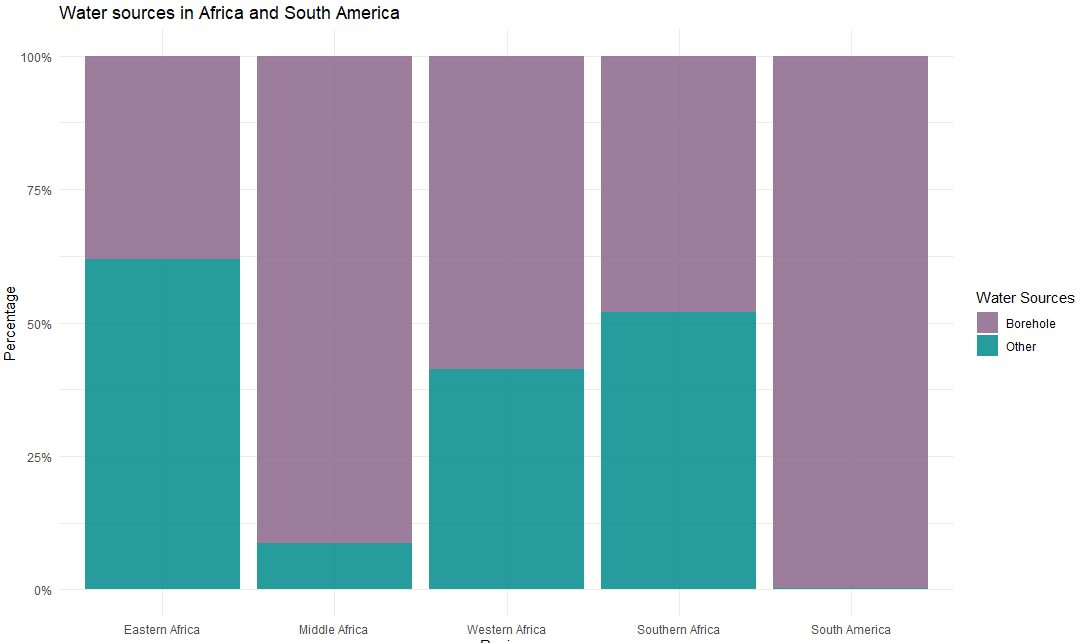 Water sources in Africa and South America
100%
75%
50%
25%
0%
Percentage
Eastern Africa
Middle Africa
Western Africa
Southern Africa
South America
Water Sources
Borehole
Other